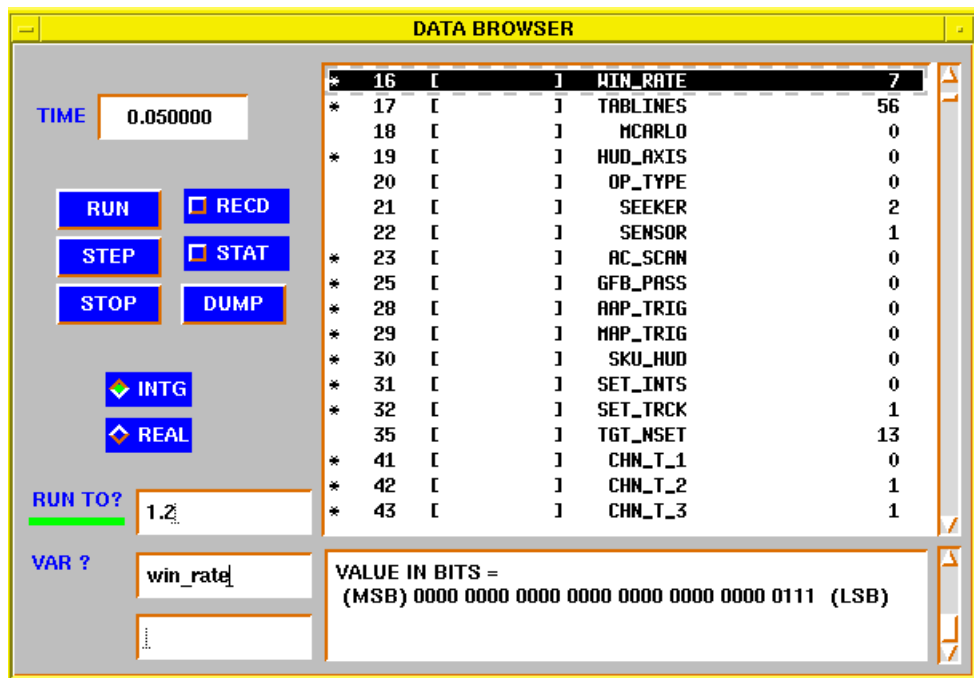 DATA BROWSER
TIME 0.050000
RUN RECD
STEP STAT
STOP DUMP
INTG
REAL
RUN TO? 1.2
VAR ? win_rate
* 16 [ ] WIN_RATE 7
* 17 [ ] TABLINES 56
18 [ ] MCARLO 0
* 19 [ ] HUD_AXIS 0
20 [ ] OP_TYPE 0
21 [ ] SEEKER 2
22 [ ] SENSOR 1
* 23 [ ] AC_SCAN 0
* 25 [ ] GFB_PASS 0
* 28 [ ] AAP_TRIG 0
* 29 [ ] MAP_TRIG 0
* 30 [ ] SKU_HUD 0
* 31 [ ] SET_INTS 0
* 32 [ ] SET_TRCK 1
35 [ ] TGT_NSET 13
* 41 [ ] CHN_T_1 0
* 42 [ ] CHN_T_2 1
* 43 [ ] CHN_T_3 1
VALUE IN BITS =
(MSB) 0000 0000 0000 0000 0000 0000 0000 0111 (LSB)